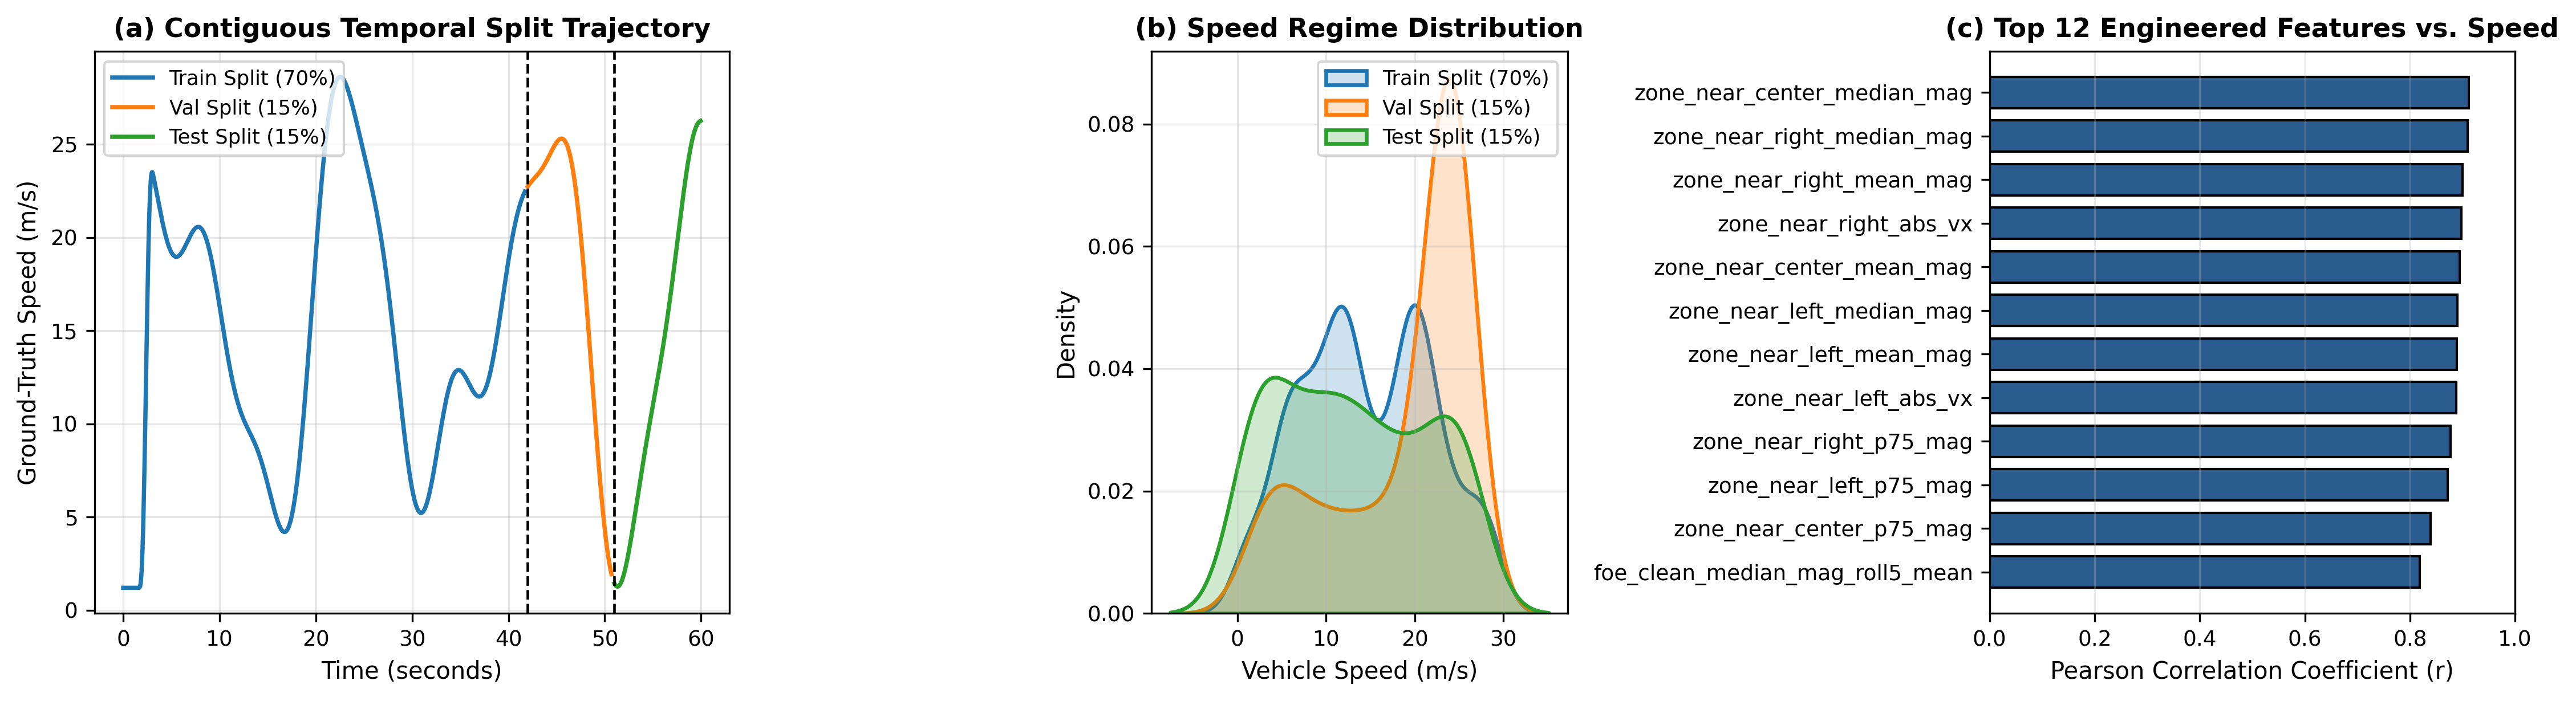 (a) Contiguous Temporal Split Trajectory
Train Split (70%)
Val Split (15%)
Test Split (15%)
Ground-Truth Speed (m/s)
25
20
15
10
5
0
0 10 20 30 40 50 60
Time (seconds)
(b) Speed Regime Distribution
Train Split (70%)
Val Split (15%)
Test Split (15%)
Density
0.08
0.06
0.04
0.02
0.00
0 10 20 30
Vehicle Speed (m/s)
(c) Top 12 Engineered Features vs. Speed
zone_near_center_median_mag
zone_near_right_median_mag
zone_near_right_mean_mag
zone_near_right_abs_vx
zone_near_center_mean_mag
zone_near_left_median_mag
zone_near_left_mean_mag
zone_near_left_abs_vx
zone_near_right_p75_mag
zone_near_left_p75_mag
zone_near_center_p75_mag
foe_clean_median_mag_roll5_mean
0.0 0.2 0.4 0.6 0.8 1.0
Pearson Correlation Coefficient (r)